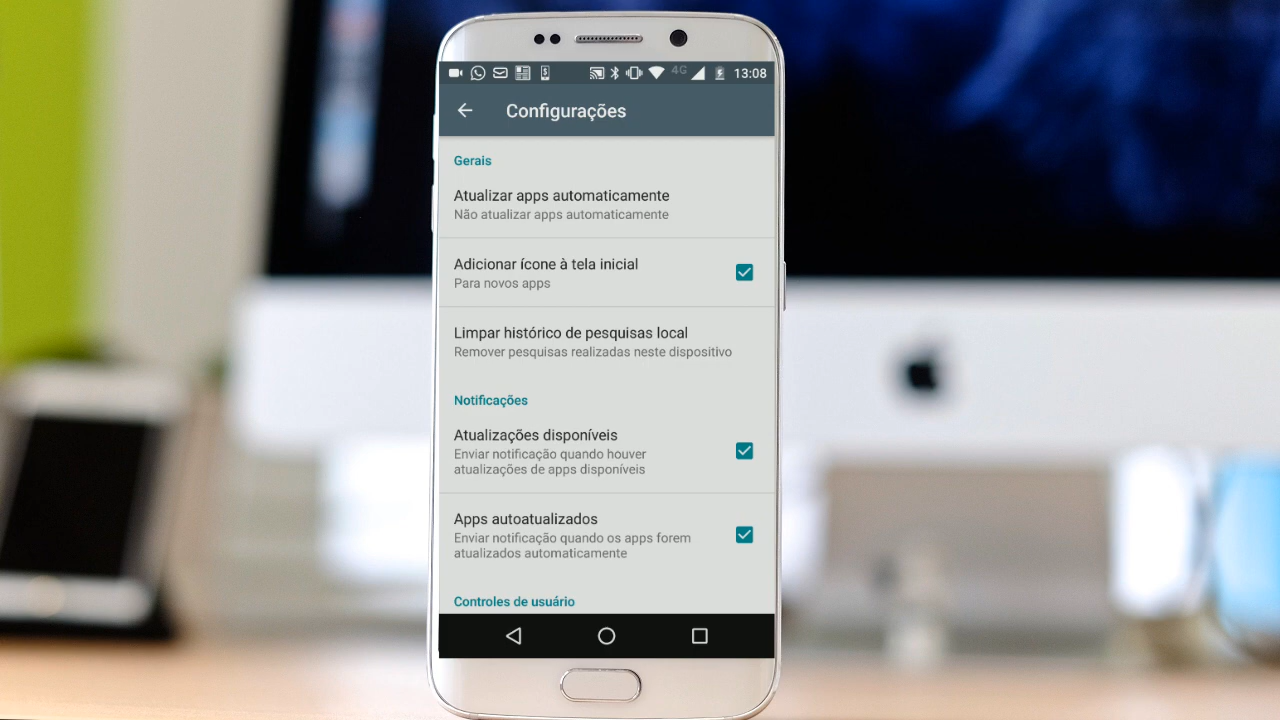 4G 13:08
Configurações
Gerais
Atualizar apps automaticamente
Não atualizar apps automaticamente
Adicionar ícone à tela inicial
Para novos apps
Limpar histórico de pesquisas local
Remover pesquisas realizadas neste dispositivo
Notificações
Atualizações disponíveis
Enviar notificação quando houver
atualizações de apps disponíveis
Apps autoatualizados
Enviar notificação quando os apps forem
atualizados automaticamente
Controles de usuário